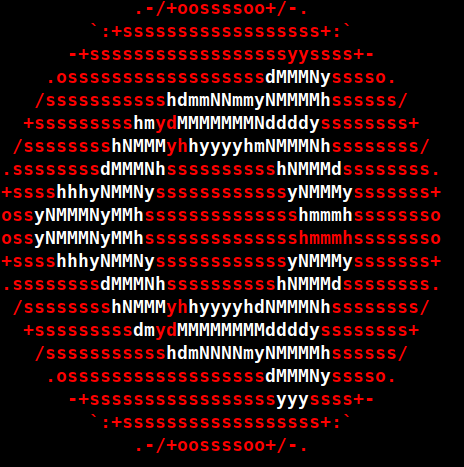 .-/+oossssoo+/-.
`:+ssssssssssssssssss+:`
-+ssssssssssssssssssyyssss+-
.ossssssssssssssssssdMMMNysssso.
/ssssssssssshdmmNNmmyNMMMMhssssss/
+ssssssssshmydMMMMMMMNddddyssssssss+
/sssssssshNMMMyhhyyyyhmNMMMNhssssssss/
.ssssssssdMMMNhsssssssssshNMMMdssssssss.
+sssshhhyNMMNyssssssssssssyNMMMysssssss+
ossyNMMMNyMMhsssssssssssssshmmmhssssssso
ossyNMMMNyMMhsssssssssssssshmmmhssssssso
+sssshhhyNMMNyssssssssssssyNMMMysssssss+
.ssssssssdMMMNhsssssssssshNMMMdssssssss.
/sssssssshNMMMyhhyyyyhdNMMMNhssssssss/
+sssssssssdmydMMMMMMMMddddyssssssss+
/ssssssssssshdmNNNNmyNMMMMhssssss/
.ossssssssssssssssssdMMMNysssso.
-+sssssssssssssssssyyyssss+-
`:+ssssssssssssssssss+:`
.-/+oossssoo+/-.